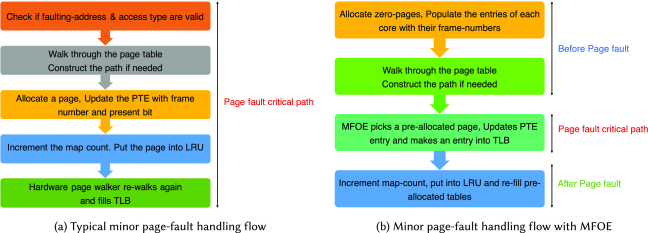 Check if faulting-address & access type are valid
Walk through the page table
Construct the path if needed
Allocate a page, Update the PTE with frame
number and present bit
Increment the map count. Put the page into LRU
Hardware page walker re-walks again
and fills TLB
Page fault critical path
(a) Typical minor page-fault handling flow
Allocate zero-pages, Populate the entries of each
core with their frame-numbers
Walk through the page table
Construct the path if needed
MFOE picks a pre-allocated page, Updates PTE
entry and makes an entry into TLB
Increment map-count, put into LRU and re-fill pre-
allocated tables
Before Page fault
Page fault critical path
After Page fault
(b) Minor page-fault handling flow with MFOE